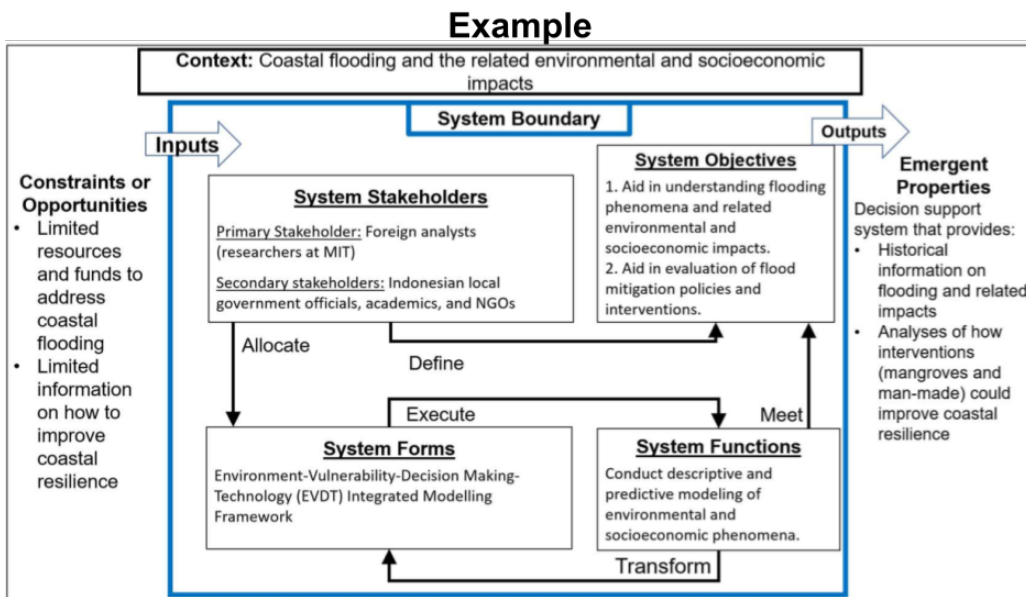 Example
Context: Coastal flooding and the related environmental and socioeconomic
impacts
System Boundary
Inputs
Outputs
Constraints or
Opportunities
• Limited
resources
and funds to
address
coastal
flooding
• Limited
information
on how to
improve
coastal
resilience
System Stakeholders
Primary Stakeholder: Foreign analysts
(researchers at MIT)
Secondary stakeholders: Indonesian local
government officials, academics, and NGOs
System Objectives
1. Aid in understanding flooding
phenomena and related
environmental and
socioeconomic impacts.
2. Aid in evaluation of flood
mitigation policies and
interventions.
Allocate
Define
Execute
Meet
System Forms
Environment-Vulnerability-Decision Making-
Technology (EVDT) Integrated Modelling
Framework
System Functions
Conduct descriptive and
predictive modeling of
environmental and
socioeconomic phenomena.
Transform
Emergent
Properties
Decision support
system that provides:
• Historical
information on
flooding and related
impacts
• Analyses of how
interventions
(mangroves and
man-made) could
improve coastal
resilience